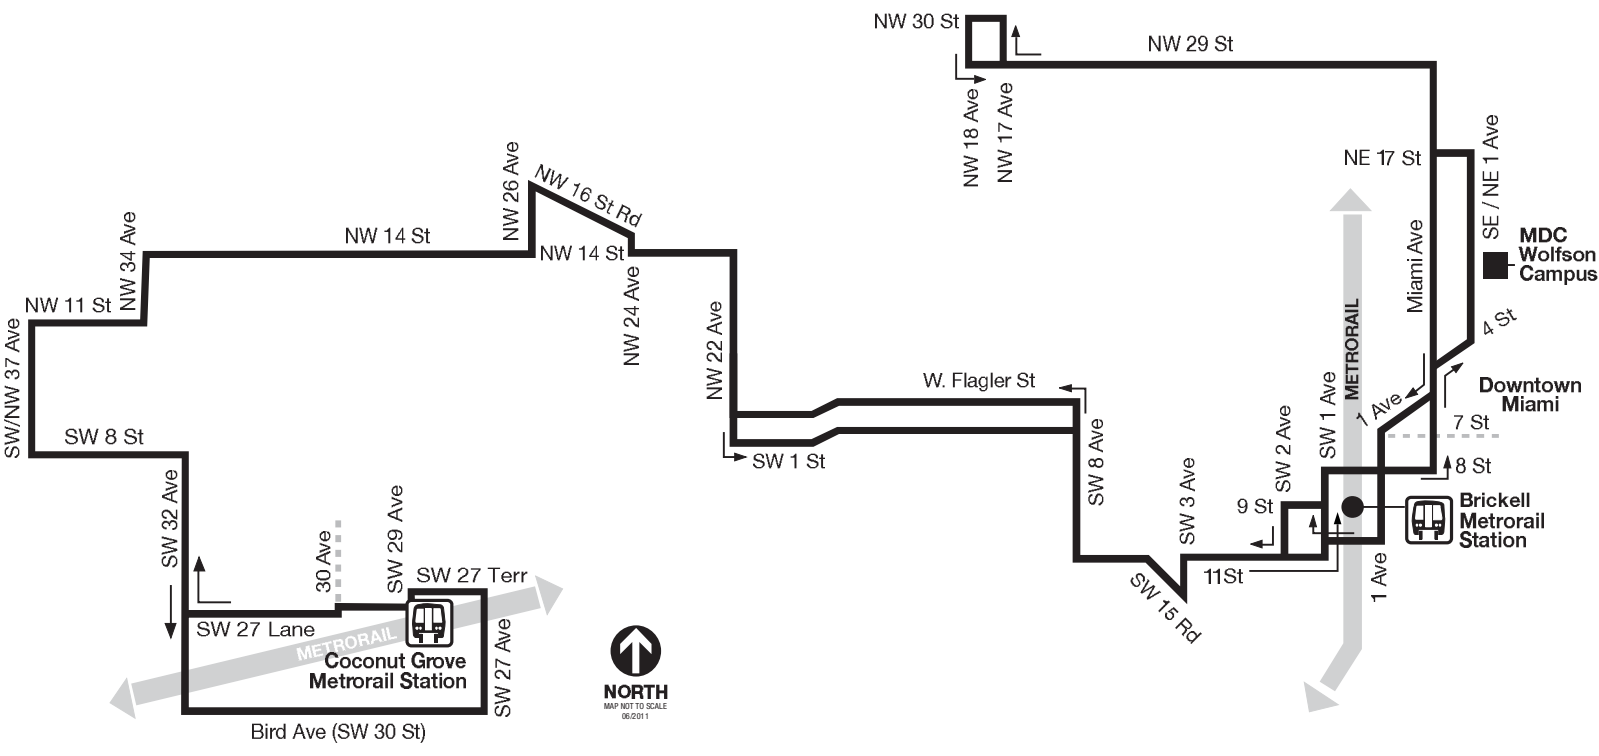 NW 30 St
NW 29 St
NW 18 Ave
NW 17 Ave
NE 17 St
SE / NE 1 Ave
MDC
Wolfson
Campus
Miami Ave
METRORAIL
4 St
Downtown
Miami
1 Ave
7 St
8 St
SW 1 Ave
SW 2 Ave
9 St
Brickell
Metrorail
Station
11St
1 Ave
SW 3 Ave
SW 15 Rd
SW 8 Ave
W. Flagler St
SW 1 St
NW 22 Ave
NW 24 Ave
NW 14 St
NW 16 St Rd
NW 26 Ave
NW 14 St
NW 34 Ave
NW 11 St
SW/NW 37 Ave
SW 8 St
SW 32 Ave
30 Ave
SW 29 Ave
SW 27 Terr
SW 27 Lane
METRORAIL
Coconut Grove
Metrorail Station
SW 27 Ave
Bird Ave (SW 30 St)
NORTH
MAP NOT TO SCALE
06/2011